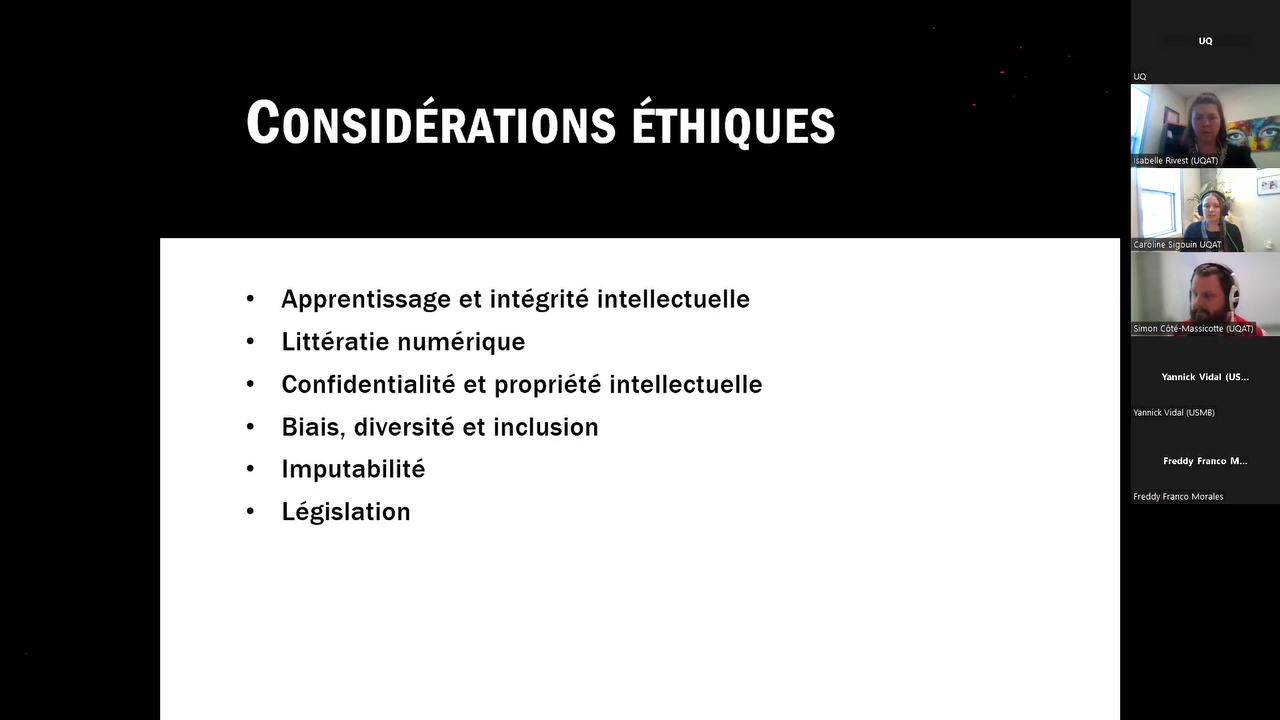 CONSIDÉRATIONS ÉTHIQUES
• Apprentissage et intégrité intellectuelle
• Littératie numérique
• Confidentialité et propriété intellectuelle
• Biais, diversité et inclusion
• Imputabilité
• Législation
UQ
UQ
Isabelle Rivest (UQAT)
Caroline Sigouin UQAT
Simon Côté-Massicotte (UQAT)
Yannick Vidal (US...
Yannick Vidal (USMB)
Freddy Franco M...
Freddy Franco Morales